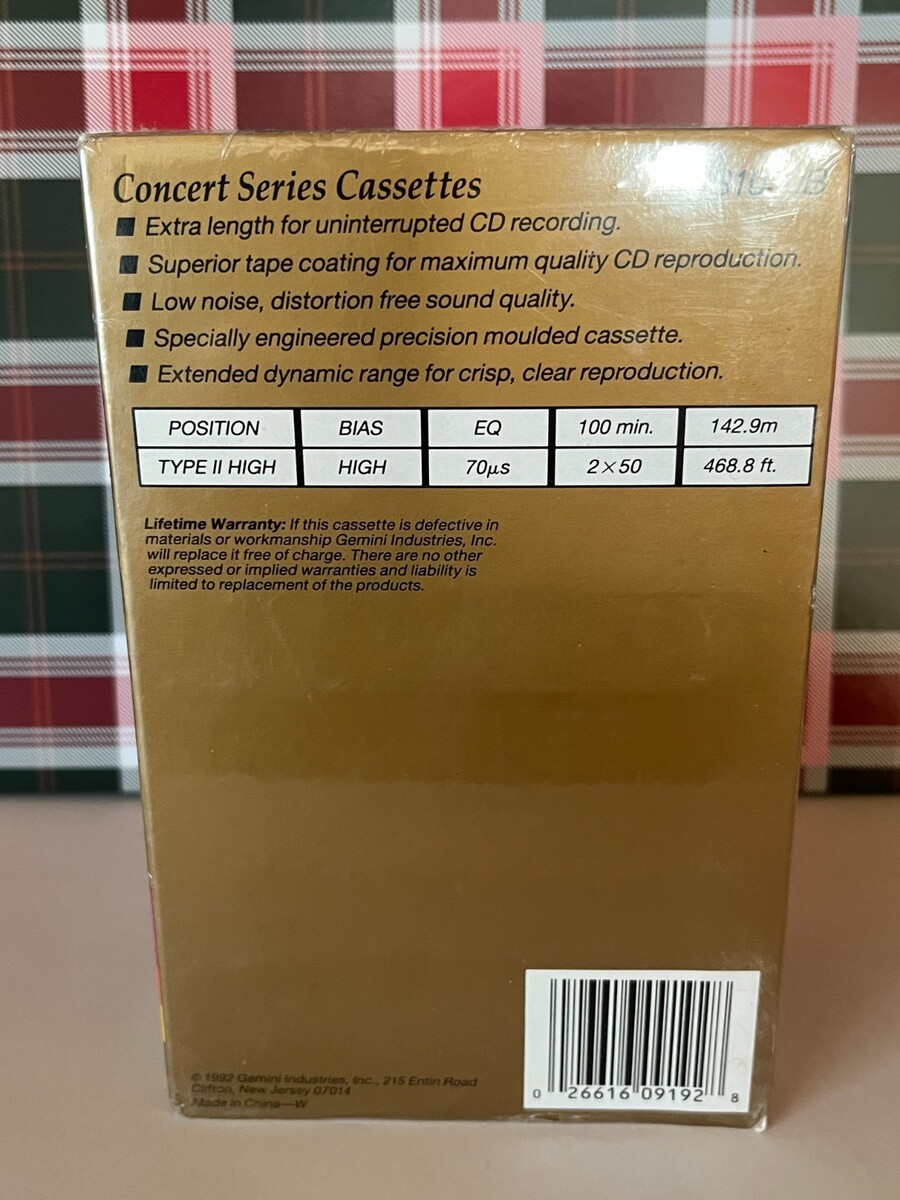 Concert Series Cassettes
■ Extra length for uninterrupted CD recording.
■ Superior tape coating for maximum quality CD reproduction.
■ Low noise, distortion free sound quality.
■ Specially engineered precision moulded cassette.
■ Extended dynamic range for crisp, clear reproduction.
POSITION BIAS EQ 100 min. 142.9m
TYPE II HIGH HIGH 70µs 2×50 468.8 ft.
Lifetime Warranty: If this cassette is defective in
materials or workmanship Gemini Industries, Inc.
will replace it free of charge. There are no other
expressed or implied warranties and liability is
limited to replacement of the products.
© 1992 Gemini Industries, Inc., 215 Entin Road
Clifton, New Jersey 07014
Made in China—W
0 26616 09192 8